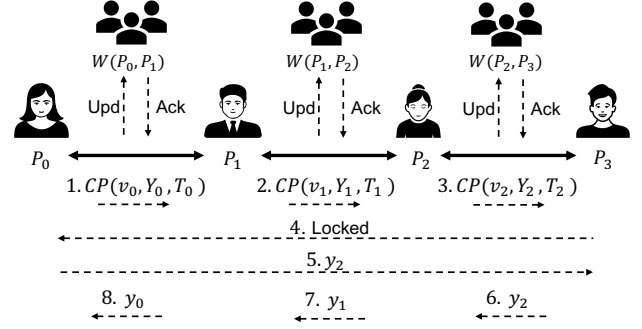 W(P₀, P₁) W(P₁, P₂) W(P₂, P₃)
Upd Ack Upd Ack Upd Ack
P₀ P₁ P₂ P₃
1. CP(v₀, Y₀, T₀) 2. CP(v₁, Y₁, T₁) 3. CP(v₂, Y₂, T₂)
4. Locked
5. y₂
8. y₀ 7. y₁ 6. y₂